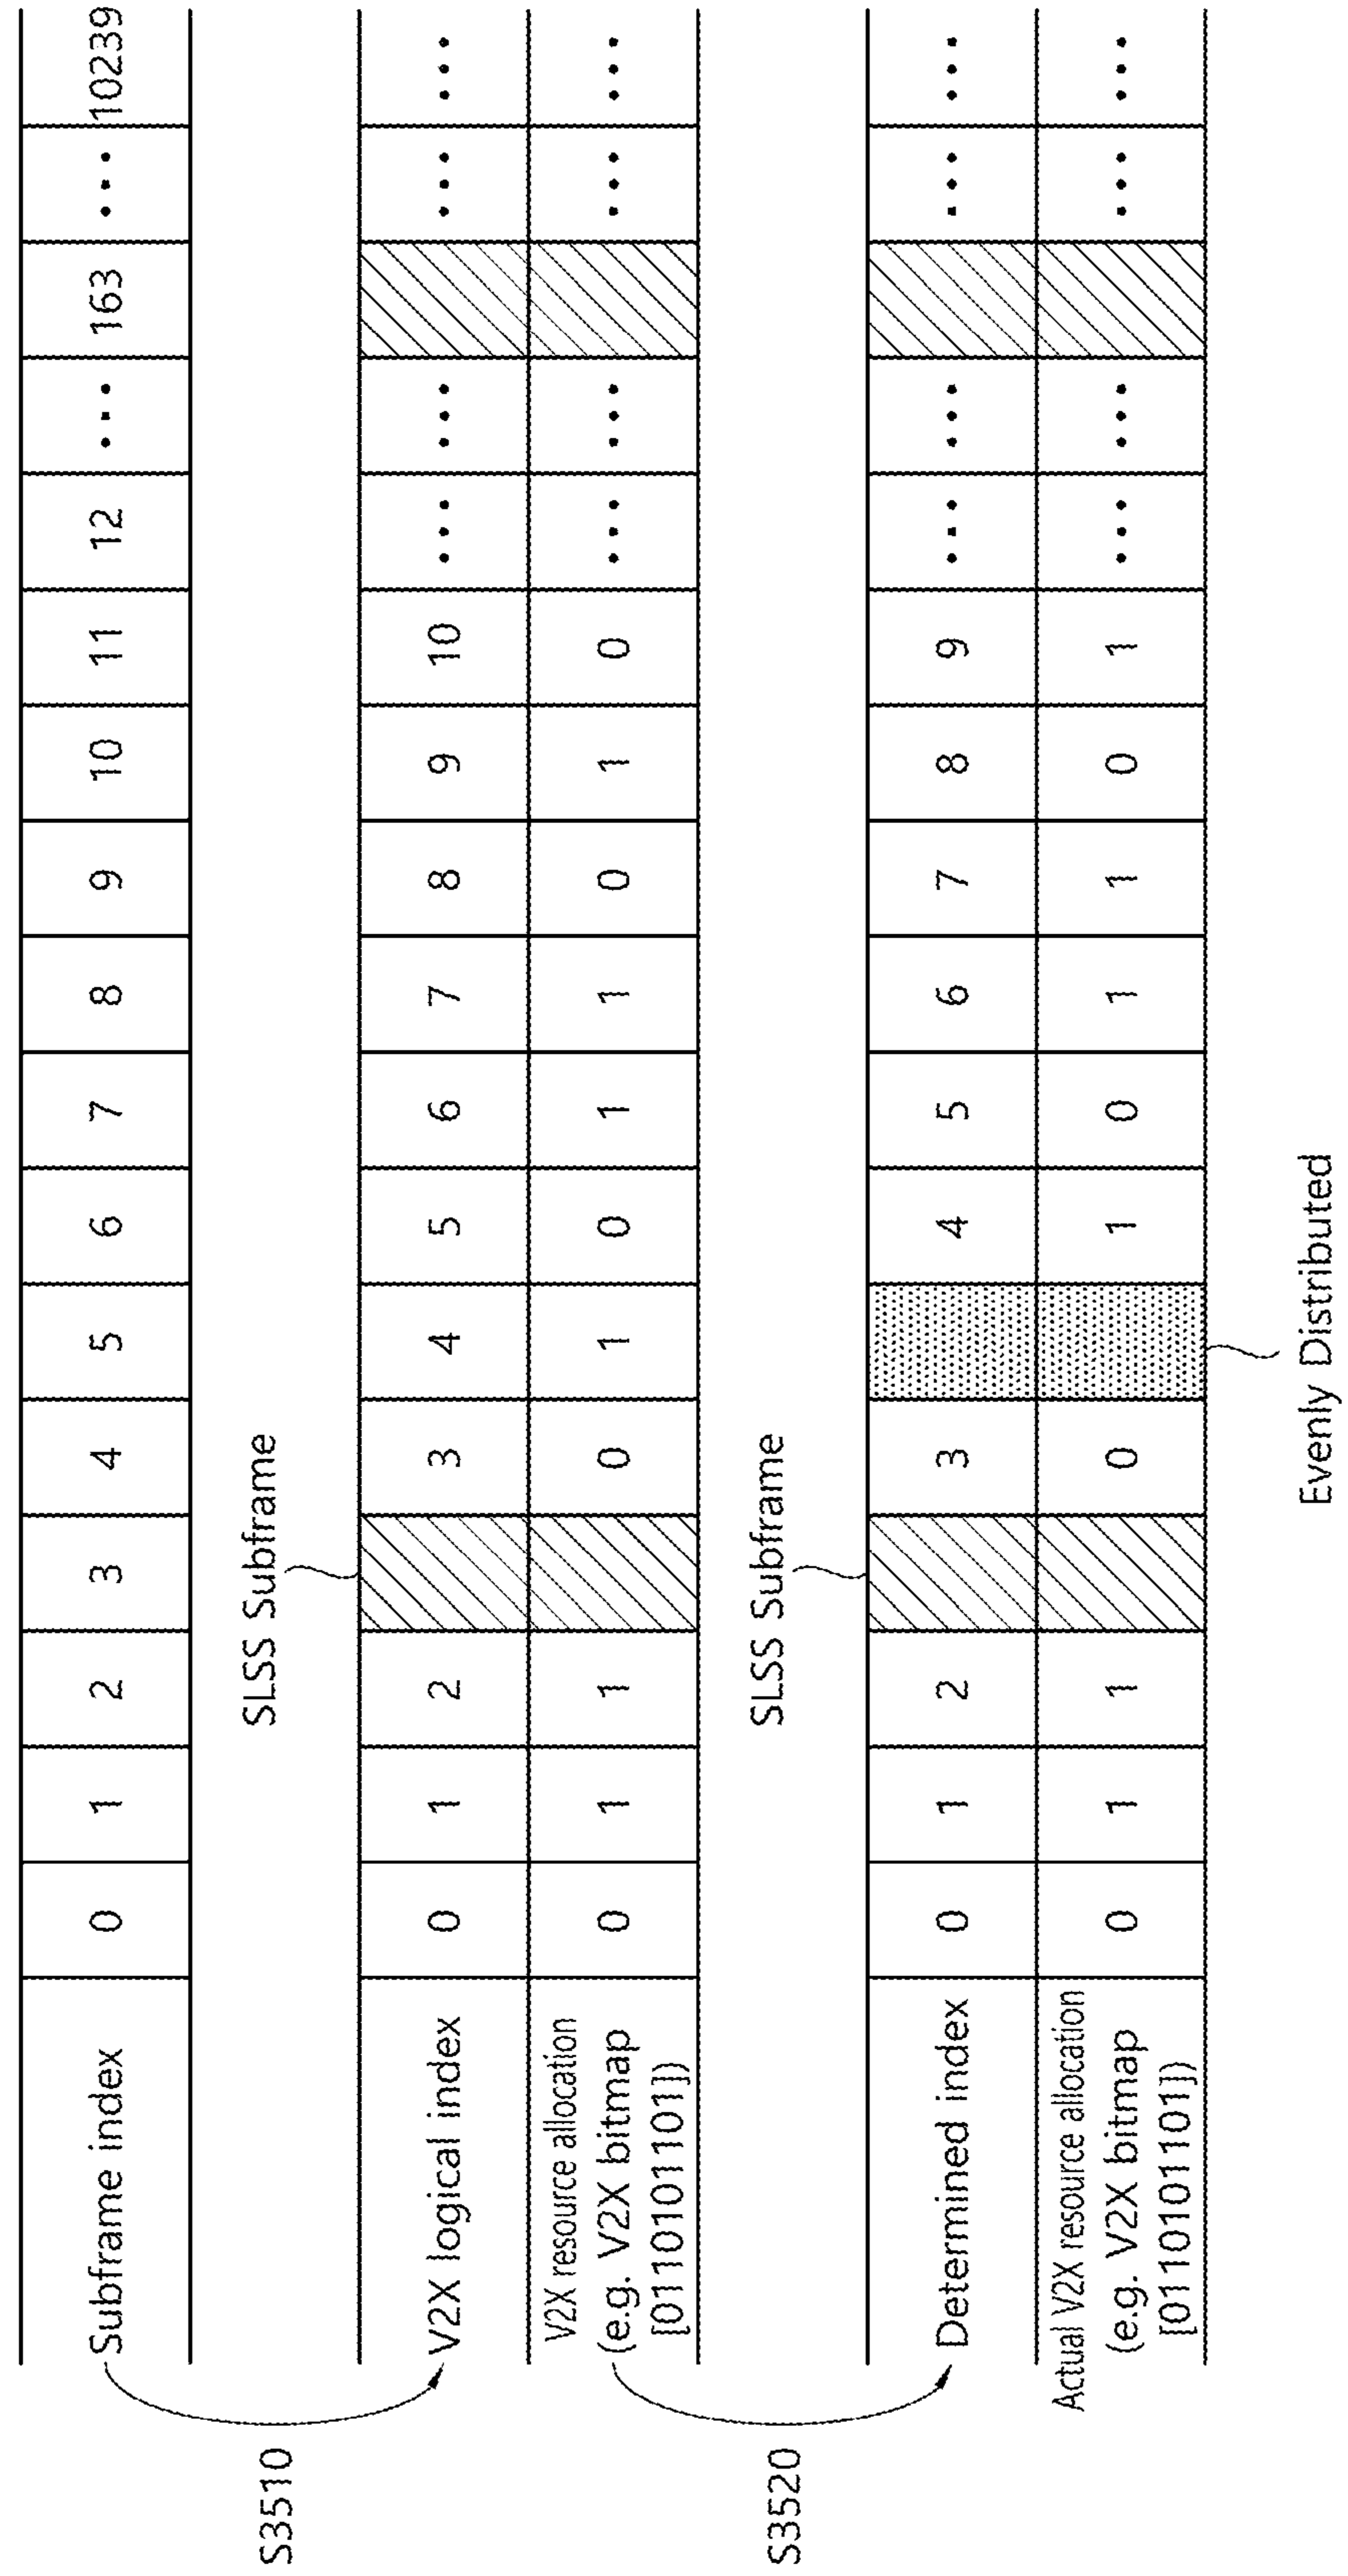 Subframe index 0 1 2 3 4 5 6 7 8 9 10 11 12 ••• 163 ••• 10239
S3510
SLSS Subframe
V2X logical index 0 1 2 3 4 5 6 7 8 9 10 ••• ••• ••• •••
V2X resource allocation
(e.g. V2X bitmap
[0110101101])
0 1 1 0 1 0 1 1 0 1 0 ••• ••• ••• •••
S3520
SLSS Subframe
Determined index 0 1 2 3 4 5 6 7 8 9 ••• ••• ••• •••
Actual V2X resource allocation
(e.g. V2X bitmap
[0110101101])
0 1 1 0 1 0 1 1 0 1 ••• ••• ••• •••
Evenly Distributed